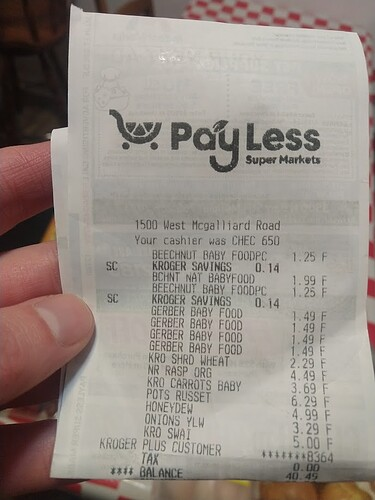 PayLess
Super Markets
1500 West Mcgalliard Road
Your cashier was CHEC 650
BEECHNUT BABY FOODPC 1.25 F
SC KROGER SAVINGS 0.14
BCHNT NAT BABYFOOD 1.99 F
BEECHNUT BABY FOODPC 1.25 F
SC KROGER SAVINGS 0.14
GERBER BABY FOOD 1.49 F
GERBER BABY FOOD 1.49 F
GERBER BABY FOOD 1.49 F
GERBER BABY FOOD 1.49 F
KRO SHRD WHEAT 2.29 F
NR RASP ORG 4.49 F
KRO CARROTS BABY 3.69 F
POTS RUSSET 6.29 F
HONEYDEW 4.99 F
ONIONS YLW 3.29 F
KRO SWAI 5.00 F
KROGER PLUS CUSTOMER *******8364
TAX 0.00
**** BALANCE 40.49